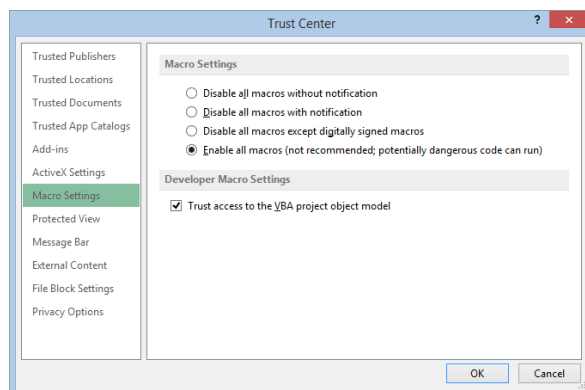 Trust Center
? ×
Trusted Publishers
Trusted Locations
Trusted Documents
Trusted App Catalogs
Add-ins
ActiveX Settings
Macro Settings
Protected View
Message Bar
External Content
File Block Settings
Privacy Options
Macro Settings
Disable all macros without notification
Disable all macros with notification
Disable all macros except digitally signed macros
Enable all macros (not recommended; potentially dangerous code can run)
Developer Macro Settings
Trust access to the VBA project object model
OK
Cancel